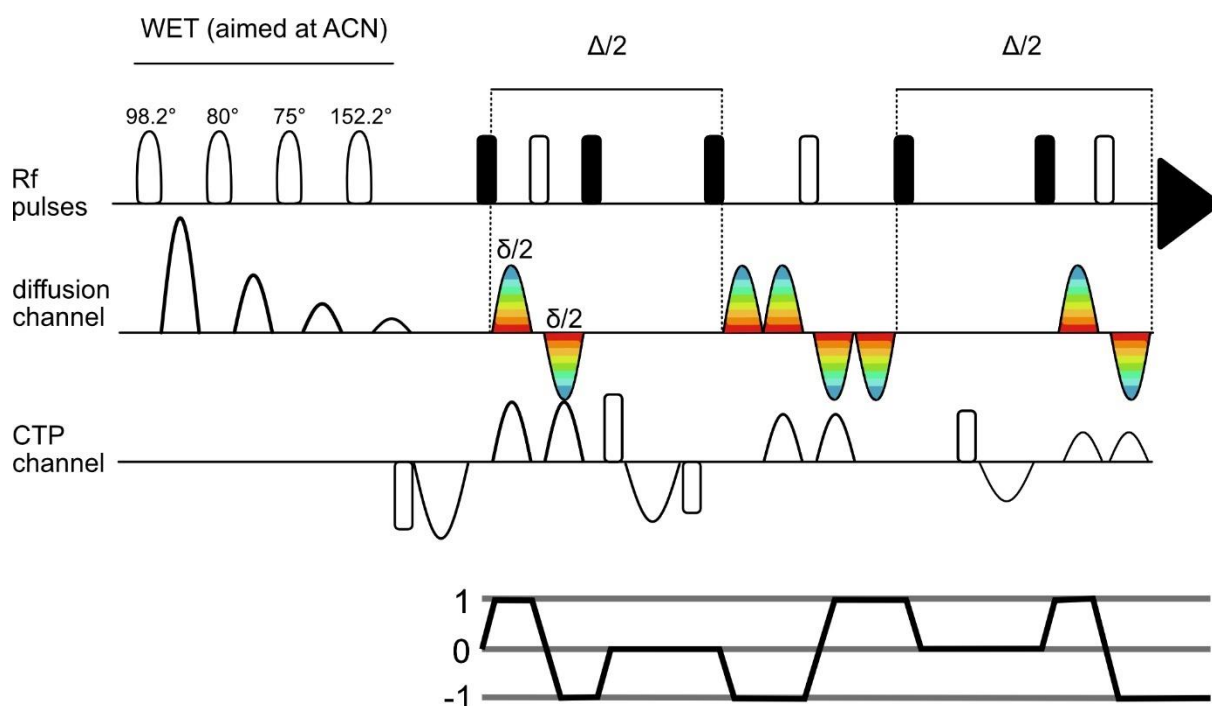 WET (aimed at ACN)
Δ/2
Δ/2
98.2°
80°
75°
152.2°
Rf
pulses
δ/2
diffusion
channel
δ/2
CTP
channel
1
0
-1